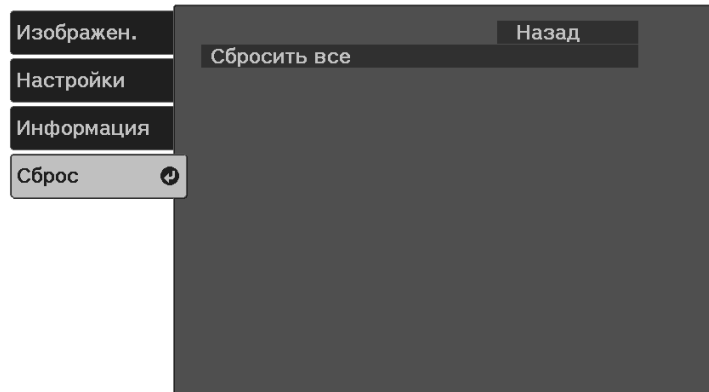 Изображен.
Настройки
Информация
Сброс
Назад
Сбросить все